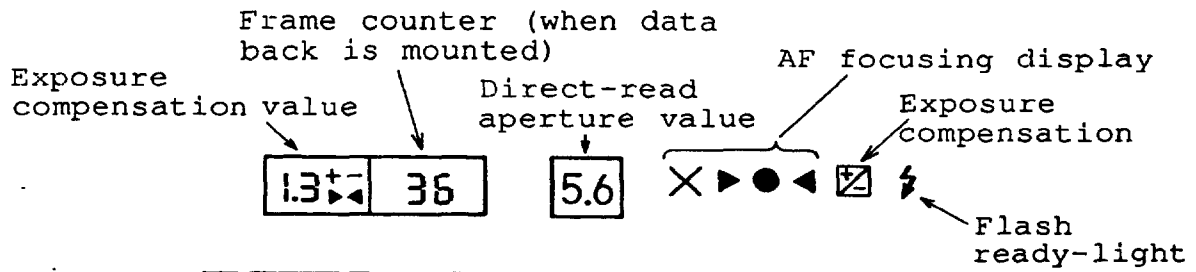 Frame counter (when data
back is mounted)
AF focusing display
Exposure
compensation value
Direct-read
aperture value
Exposure
compensation
1.3 + -
36
5.6
+ -
Flash
ready-light